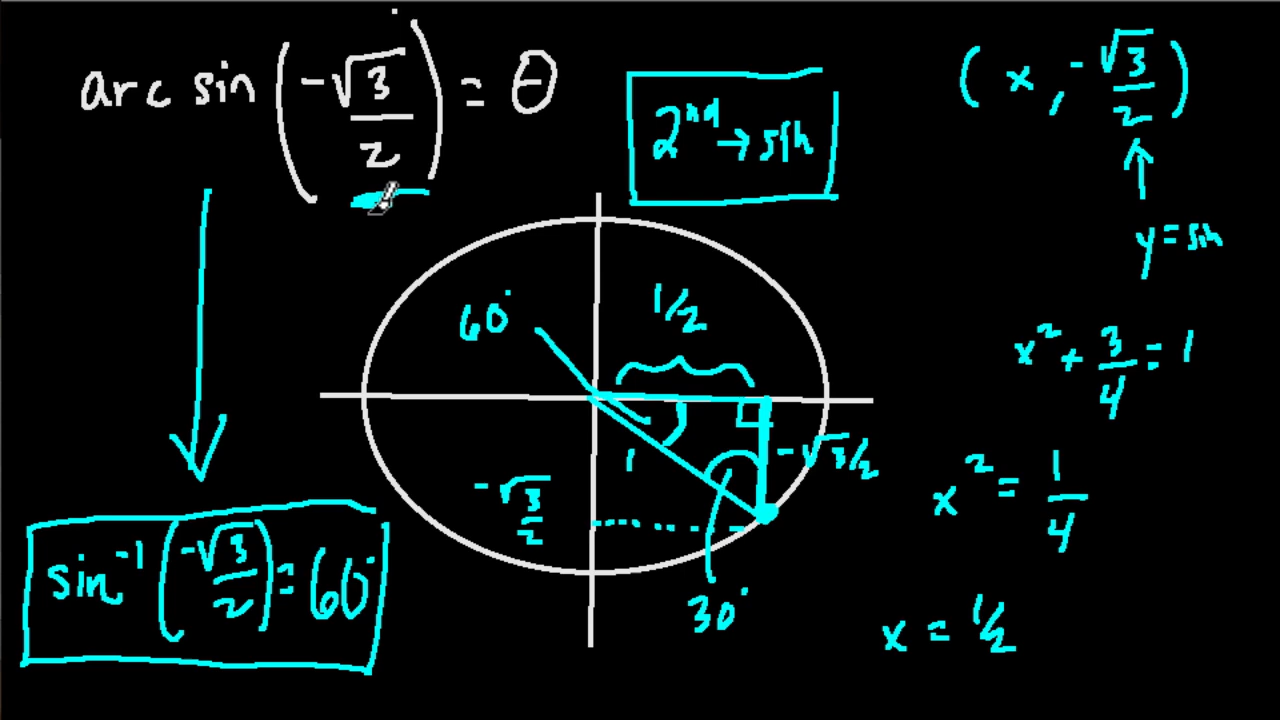 arc sin (-√3/2) = θ
2nd → sin
(x, -√3/2)
y = sin
60°
1/2
x² + 3/4 = 1
1
-√3/2
-√3/2
x² = 1/4
sin⁻¹ (-√3/2) = 60°
30°
x = 1/2